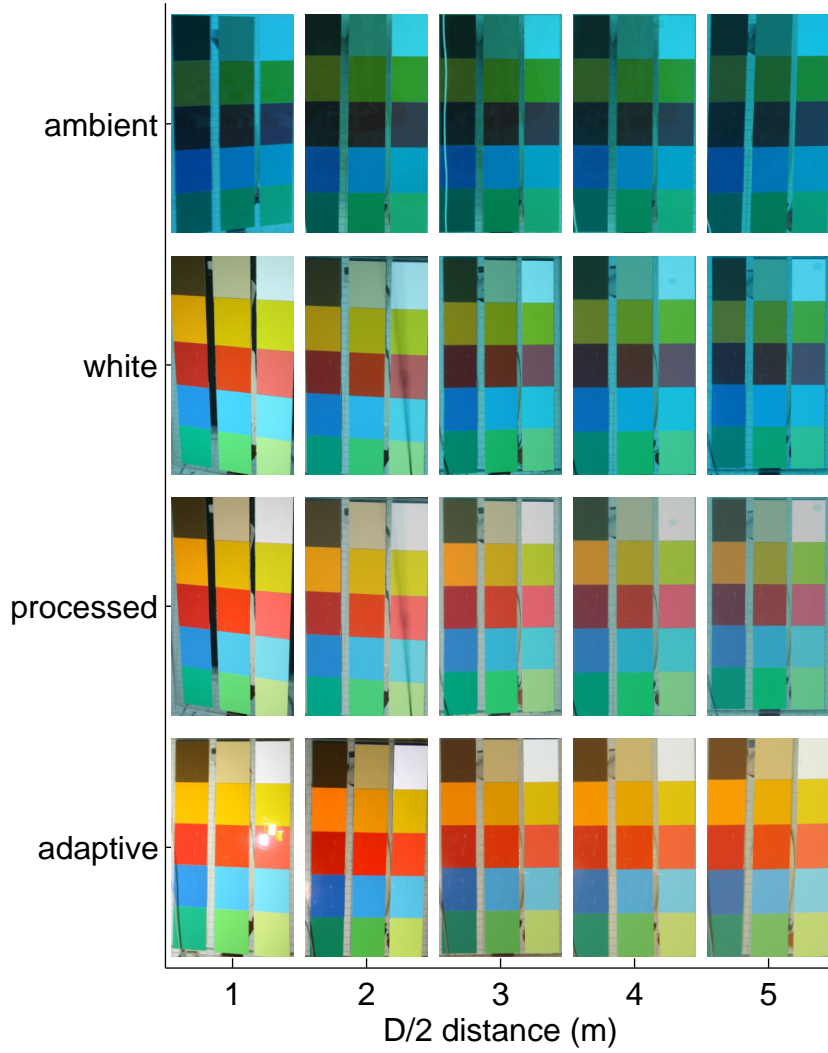 ambient
white
processed
adaptive
1 2 3 4 5
D/2 distance (m)